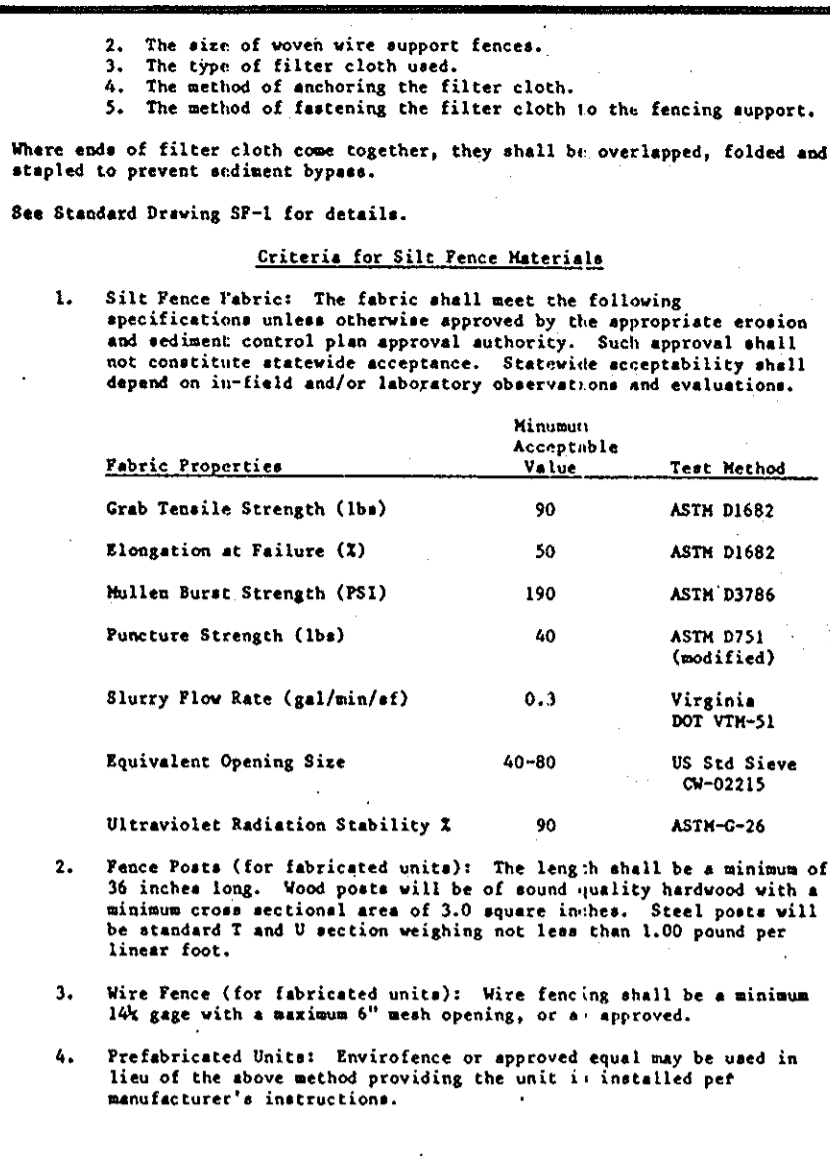 2. The size of woven wire support fences.
3. The type of filter cloth used.
4. The method of anchoring the filter cloth.
5. The method of fastening the filter cloth to the fencing support.
Where ends of filter cloth come together, they shall be overlapped, folded and
stapled to prevent sediment bypass.
See Standard Drawing SF-1 for details.
Criteria for Silt Fence Materials
1. Silt Fence Fabric: The fabric shall meet the following
specifications unless otherwise approved by the appropriate erosion
and sediment control plan approval authority. Such approval shall
not constitute statewide acceptance. Statewide acceptability shall
depend on in-field and/or laboratory observations and evaluations.
Minumum
Acceptable
Fabric Properties Value Test Method
Grab Tensile Strength (lbs) 90 ASTM D1682
Elongation at Failure (%) 50 ASTM D1682
Mullen Burst Strength (PSI) 190 ASTM D3786
Puncture Strength (lbs) 40 ASTM D751
(modified)
Slurry Flow Rate (gal/min/sf) 0.3 Virginia
DOT VTM-51
Equivalent Opening Size 40-80 US Std Sieve
CW-02215
Ultraviolet Radiation Stability % 90 ASTM-G-26
2. Fence Posts (for fabricated units): The length shall be a minimum of
36 inches long. Wood posts will be of sound quality hardwood with a
minimum cross sectional area of 3.0 square inches. Steel posts will
be standard T and U section weighing not less than 1.00 pound per
linear foot.
3. Wire Fence (for fabricated units): Wire fencing shall be a minimum
14½ gage with a maximum 6" mesh opening, or as approved.
4. Prefabricated Units: Envirofence or approved equal may be used in
lieu of the above method providing the unit is installed per
manufacturer's instructions.